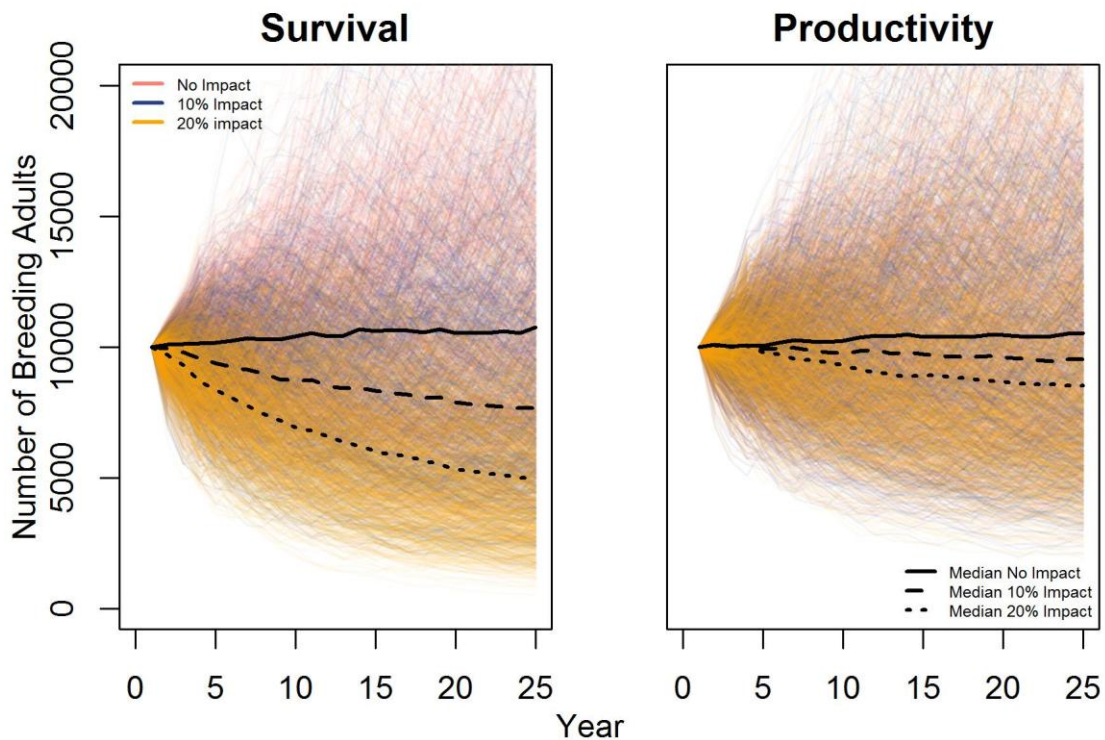 Survival
Productivity
Number of Breeding Adults
20000
15000
10000
5000
0
No Impact
10% Impact
20% impact
Median No Impact
Median 10% Impact
Median 20% Impact
0 5 10 15 20 25
0 5 10 15 20 25
Year